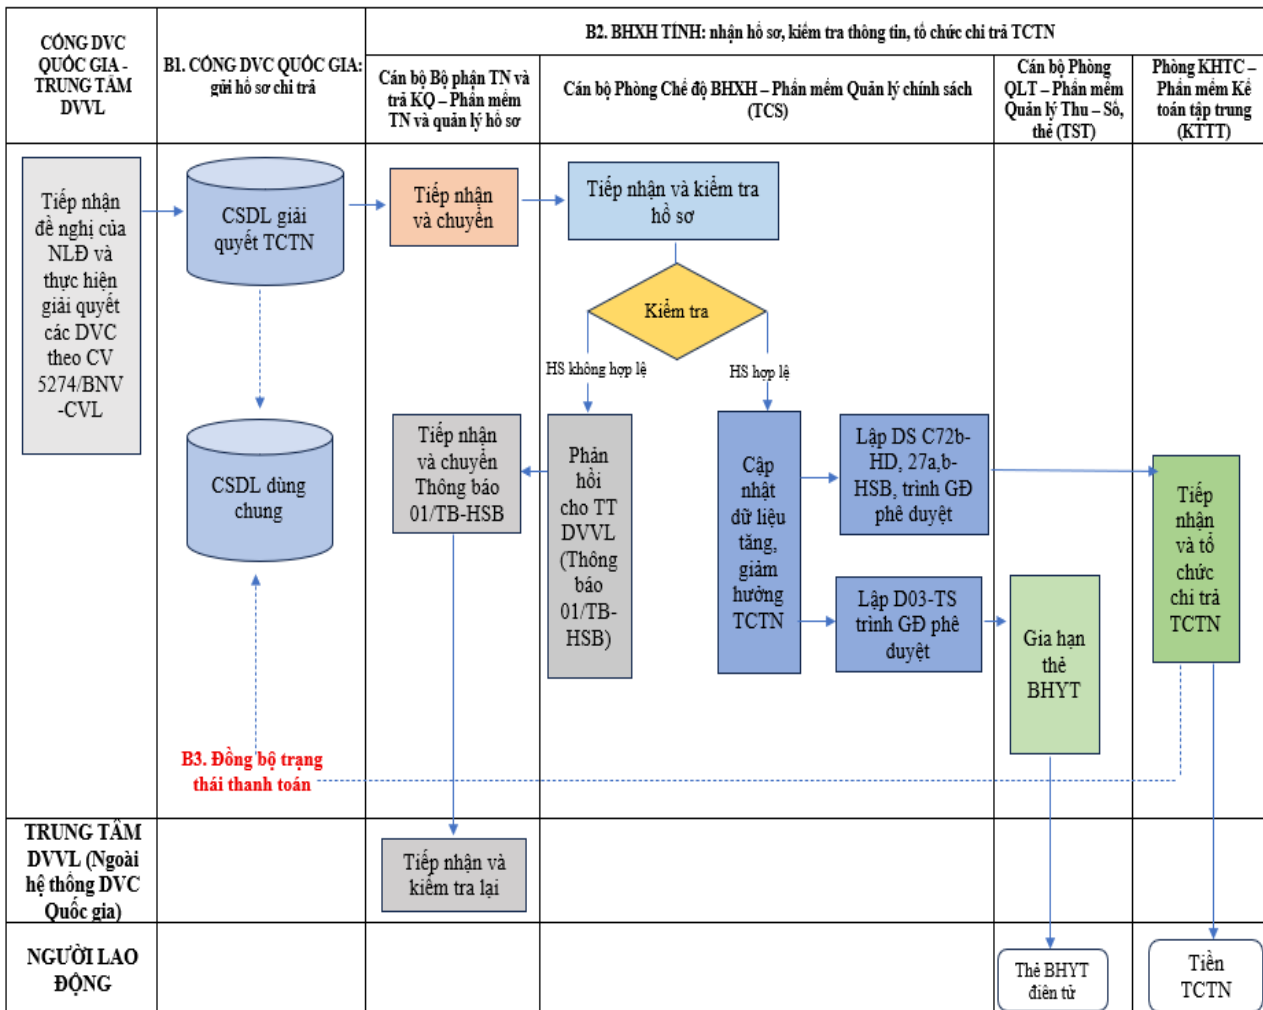 CỔNG DVC
QUỐC GIA -
TRUNG TÂM
DVVL
B1. CỔNG DVC QUỐC GIA:
gửi hồ sơ chi trả
B2. BHXH TỈNH: nhận hồ sơ, kiểm tra thông tin, tổ chức chi trả TCTN
Cán bộ Bộ phận TN và
trả KQ – Phần mềm
TN và quản lý hồ sơ
Cán bộ Phòng Chế độ BHXH – Phần mềm Quản lý chính sách
(TCS)
Cán bộ Phòng
QLT – Phần mềm
Quản lý Thu – Sổ,
thẻ (TST)
Phòng KHTC –
Phần mềm Kế
toán tập trung
(KTTT)
Tiếp nhận
đề nghị của
NLĐ và
thực hiện
giải quyết
các DVC
theo CV
5274/BNV
-CVL
CSDL giải
quyết TCTN
Tiếp nhận
và chuyển
Tiếp nhận và kiểm tra
hồ sơ
Kiểm tra
HS không hợp lệ
HS hợp lệ
CSDL dùng
chung
Tiếp nhận
và chuyển
Thông báo
01/TB-HSB
Phản
hồi cho
TT
DVVL
(Thông
báo
01/TB-
HSB)
Cập
nhật
dữ liệu
tăng,
giảm
hưởng
TCTN
Lập DS C72b-
HD, 27a,b-
HSB, trình GĐ
phê duyệt
Lập D03-TS
trình GĐ phê
duyệt
Gia hạn
thẻ
BHYT
Tiếp
nhận
và tổ
chức
chi trả
TCTN
B3. Đồng bộ trạng
thái thanh toán
TRUNG TÂM
DVVL (Ngoài
hệ thống DVC
Quốc gia)
Tiếp nhận và
kiểm tra lại
NGƯỜI LAO
ĐỘNG
Thẻ BHYT
điện tử
Tiền
TCTN